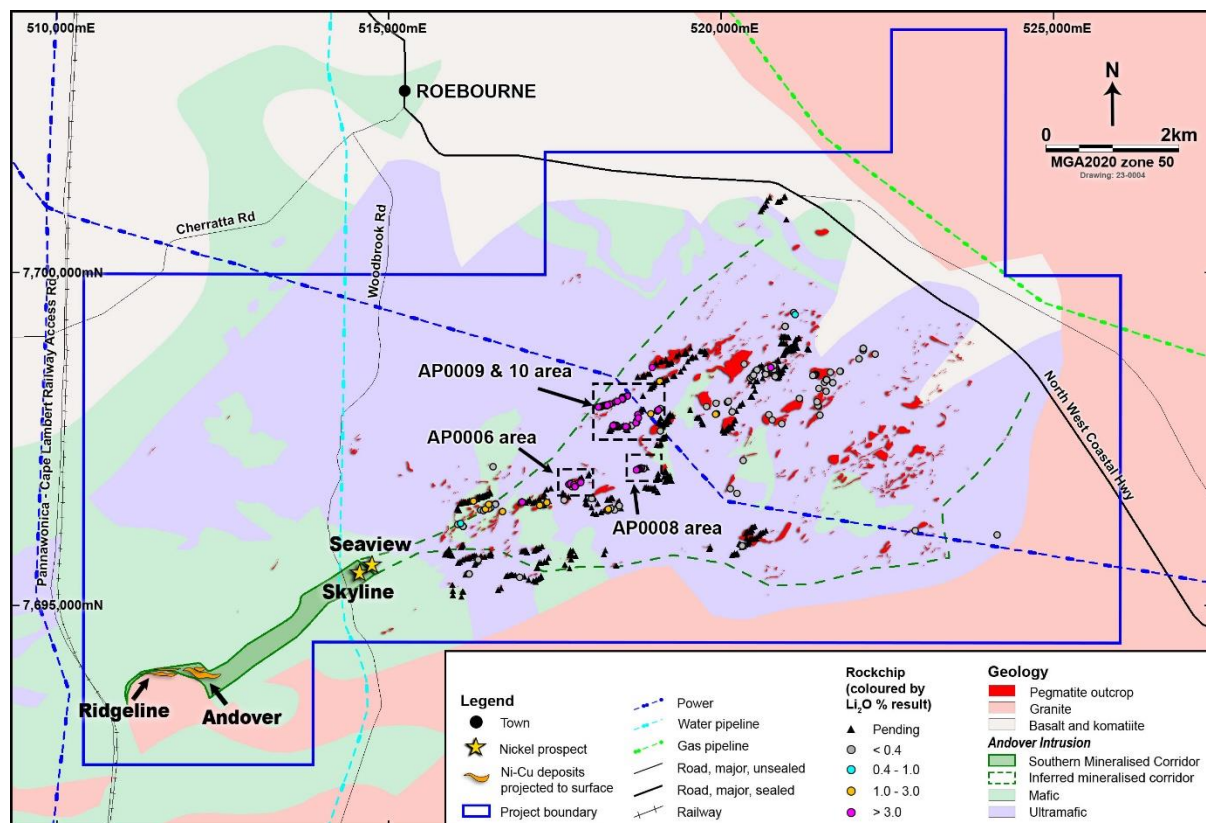 510,000mE
515,000mE
520,000mE
525,000mE
N
ROEBOURNE
0 2km
MGA2020 zone 50
Drawing: 23-0004
Cherratta Rd
Woodbrook Rd
7,700,000mN
Pannawonica - Cape Lambert Railway Access Rd
AP0009 & 10 area
AP0006 area
AP0008 area
North West Coastal Hwy
Seaview
Skyline
7,695,000mN
Ridgeline
Andover
Legend
Town
Nickel prospect
Ni-Cu deposits
projected to surface
Project boundary
Power
Water pipeline
Gas pipeline
Road, major, unsealed
Road, major, sealed
Railway
Rockchip
(coloured by
Li2O % result)
Pending
< 0.4
0.4 - 1.0
1.0 - 3.0
> 3.0
Geology
Pegmatite outcrop
Granite
Basalt and komatiite
Andover Intrusion
Southern Mineralised Corridor
Inferred mineralised corridor
Mafic
Ultramafic